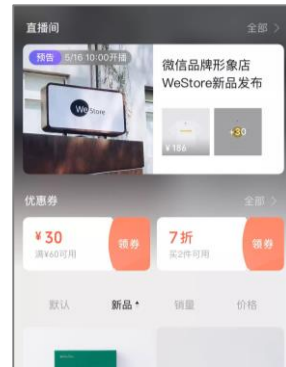 直播间
全部 >
预告 5/16 10:00开播
微信品牌形象店
WeStore新品发布
WeStore
¥186
+30
优惠券
全部 >
¥30
满¥60可用
领券
7折
买2件可用
领券
默认
新品
销量
价格